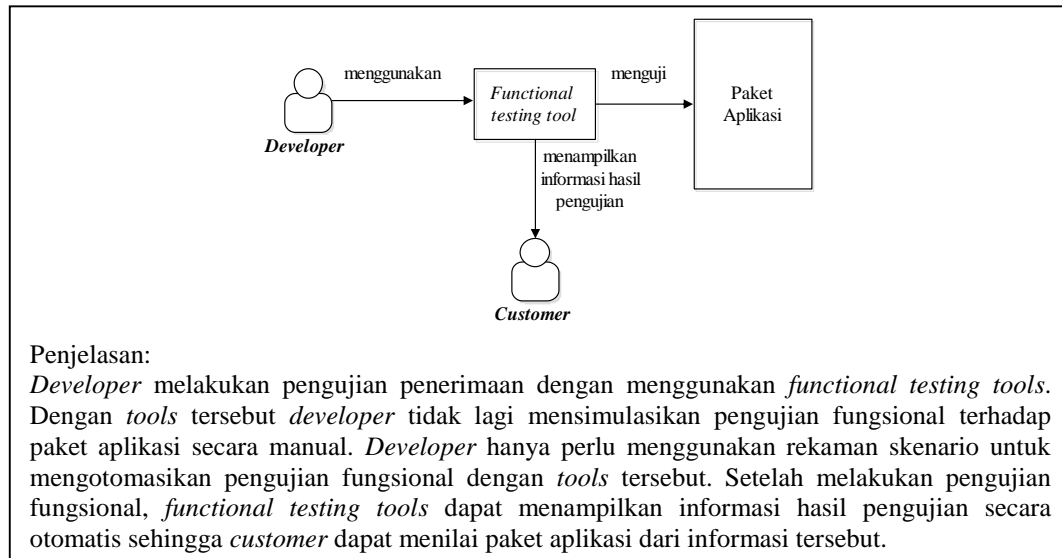 menggunakan
Functional
testing tool
menguji
Paket
Aplikasi
Developer
menampilkan
informasi hasil
pengujian
Customer
Penjelasan:
Developer melakukan pengujian penerimaan dengan menggunakan functional testing tools.
Dengan tools tersebut developer tidak lagi mensimulasikan pengujian fungsional terhadap
paket aplikasi secara manual. Developer hanya perlu menggunakan rekaman skenario untuk
mengotomasikan pengujian fungsional dengan tools tersebut. Setelah melakukan pengujian
fungsional, functional testing tools dapat menampilkan informasi hasil pengujian secara
otomatis sehingga customer dapat menilai paket aplikasi dari informasi tersebut.